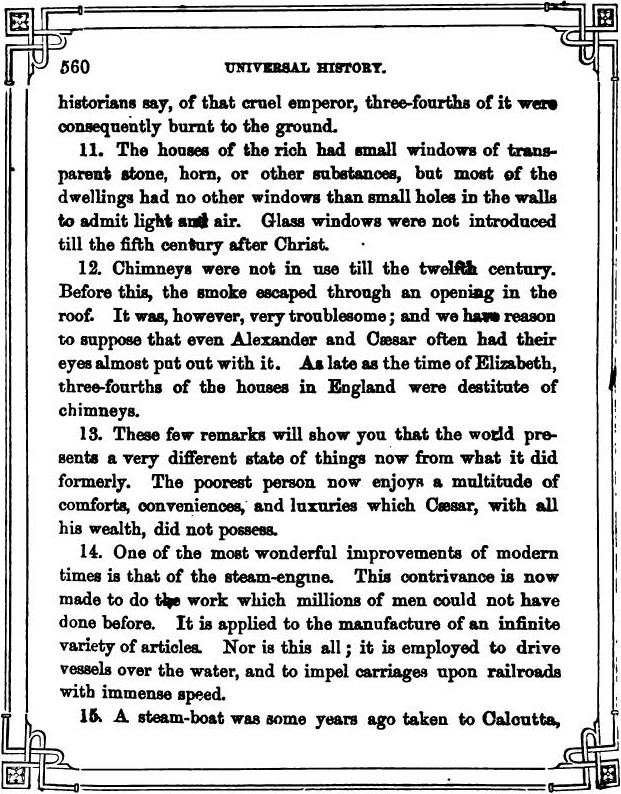 560 UNIVERSAL HISTORY.
historians say, of that cruel emperor, three-fourths of it were
consequently burnt to the ground.
11. The houses of the rich had small windows of trans-
parent stone, horn, or other substances, but most of the
dwellings had no other windows than small holes in the walls
to admit light and air. Glass windows were not introduced
till the fifth century after Christ.
12. Chimneys were not in use till the twelfth century.
Before this, the smoke escaped through an opening in the
roof. It was, however, very troublesome; and we have reason
to suppose that even Alexander and Cæsar often had their
eyes almost put out with it. As late as the time of Elizabeth,
three-fourths of the houses in England were destitute of
chimneys.
13. These few remarks will show you that the world pre-
sents a very different state of things now from what it did
formerly. The poorest person now enjoys a multitude of
comforts, conveniences, and luxuries which Cæsar, with all
his wealth, did not possess.
14. One of the most wonderful improvements of modern
times is that of the steam-engine. This contrivance is now
made to do the work which millions of men could not have
done before. It is applied to the manufacture of an infinite
variety of articles. Nor is this all; it is employed to drive
vessels over the water, and to impel carriages upon railroads
with immense speed.
15. A steam-boat was some years ago taken to Calcutta,